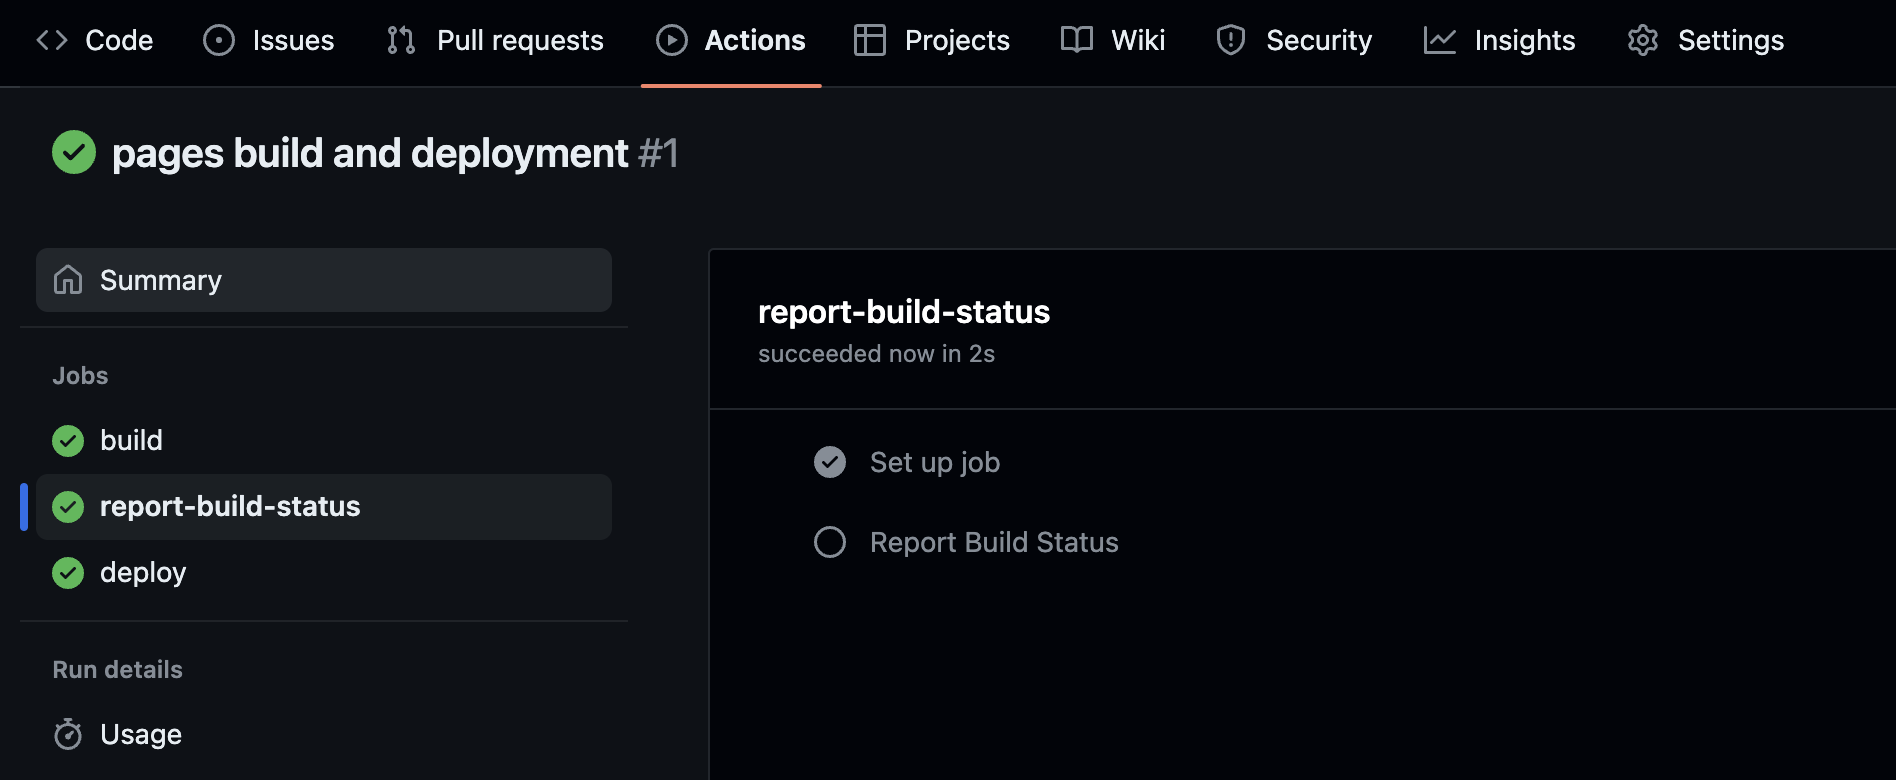 Code Issues Pull requests Actions Projects Wiki Security Insights Settings
pages build and deployment #1
Summary
Jobs
build
report-build-status
deploy
Run details
Usage
report-build-status
succeeded now in 2s
Set up job
Report Build Status